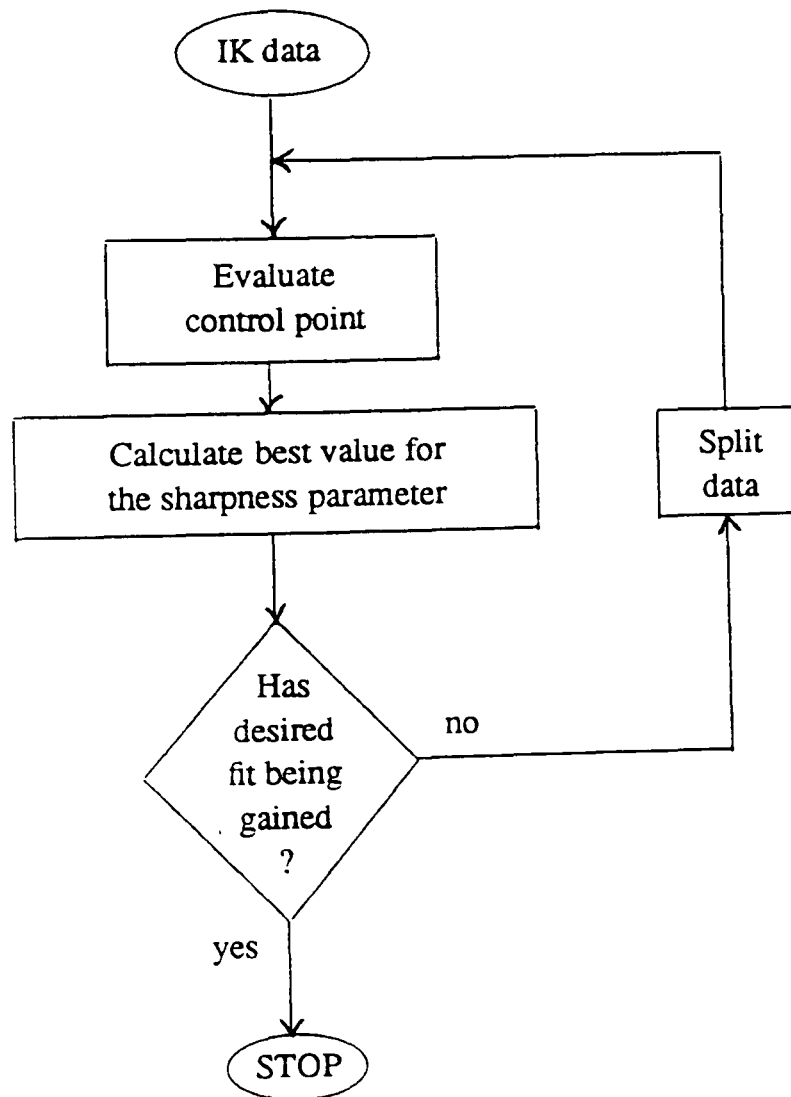 IK data
Evaluate
control point
Calculate best value for
the sharpness parameter
Split
data
Has
desired
fit being
gained
?
no
yes
STOP